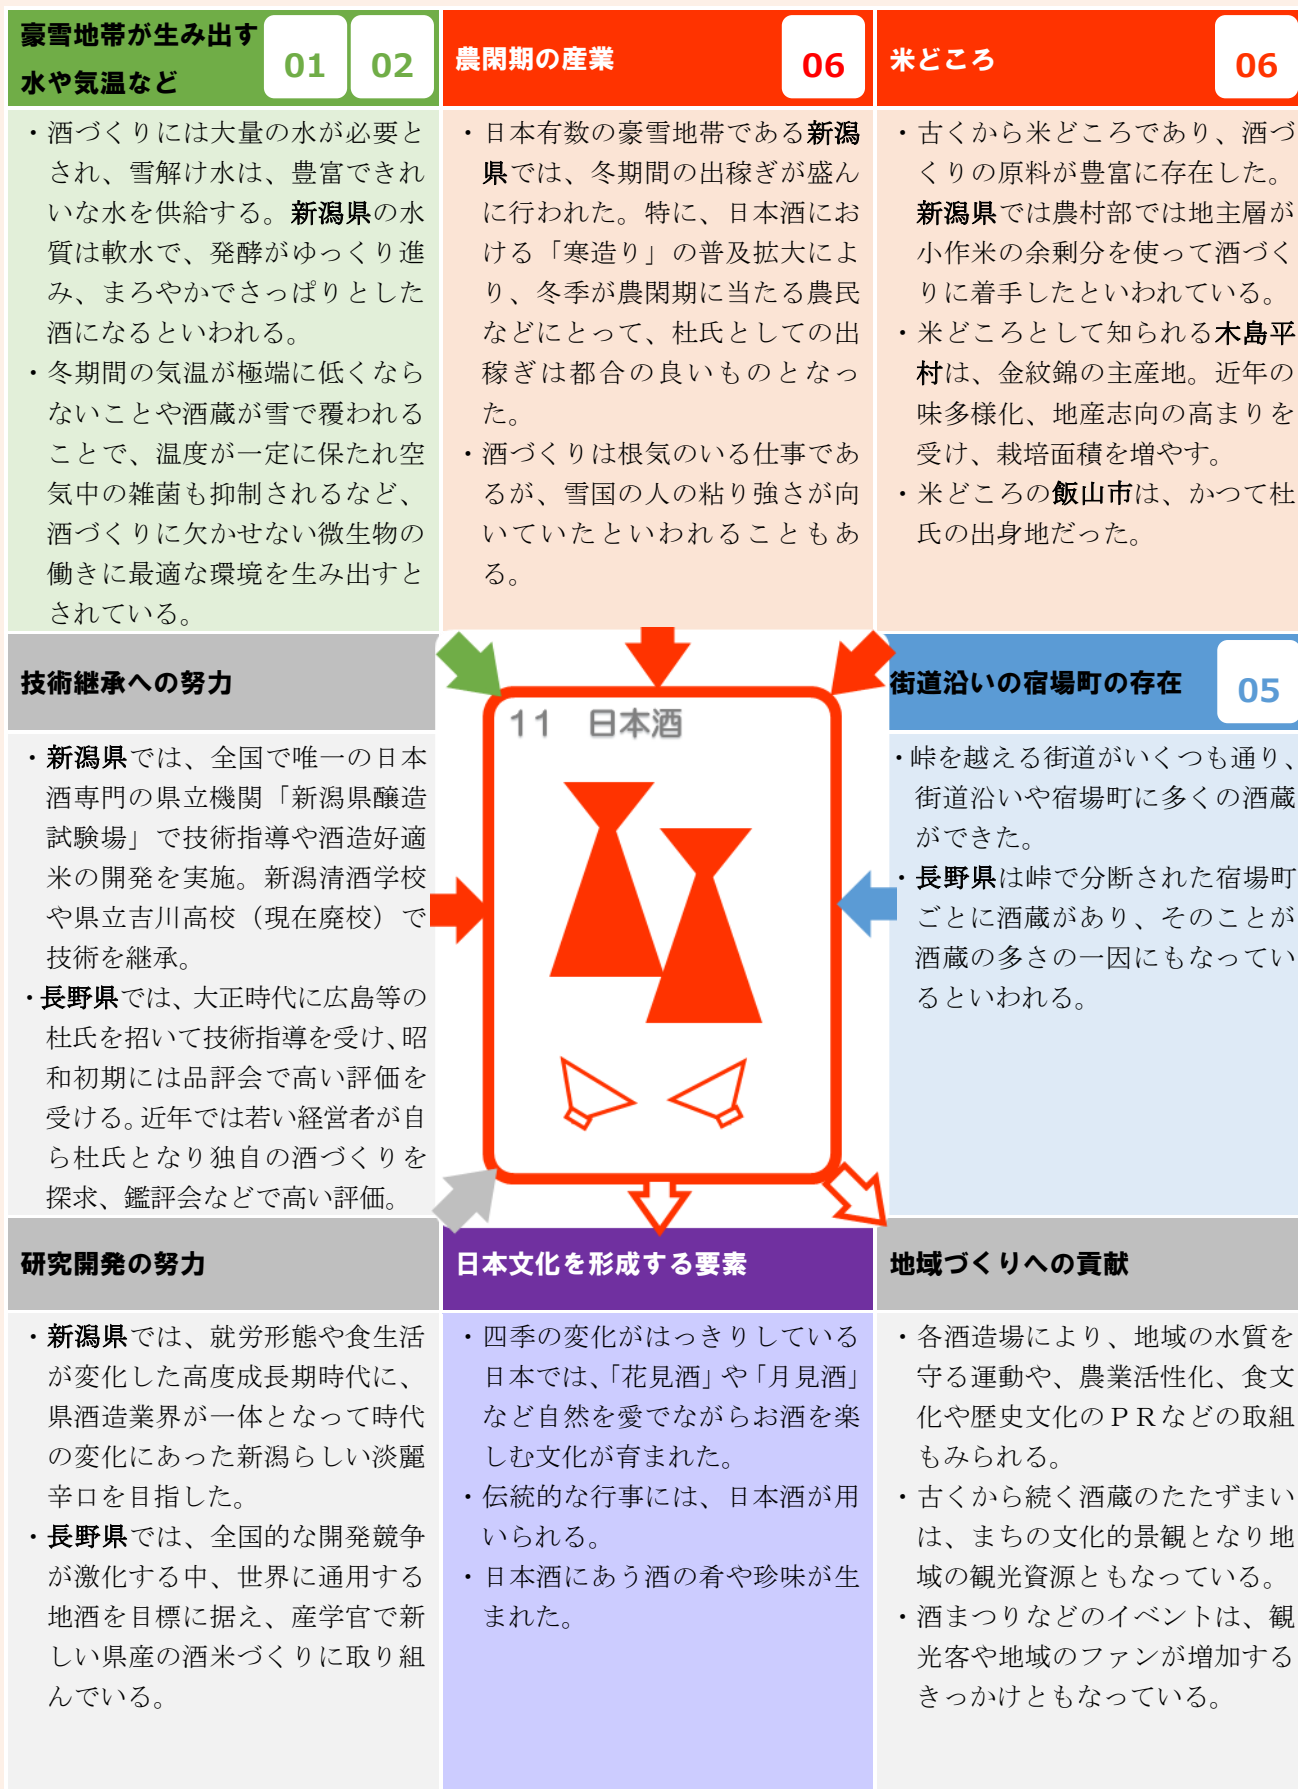 豪雪地帯が生み出す
水や気温など
01
02
・酒づくりには大量の水が必要と
され、雪解け水は、豊富できれ
いな水を供給する。新潟県の水
質は軟水で、発酵がゆっくり進
み、まろやかでさっぱりとした
酒になるといわれる。
・冬期間の気温が極端に低くなら
ないことや酒蔵が雪で覆われる
ことで、温度が一定に保たれ空
気中の雑菌も抑制されるなど、
酒づくりに欠かせない微生物の
働きに最適な環境を生み出すと
されている。
農閑期の産業
06
・日本有数の豪雪地帯である新潟
県では、冬期間の出稼ぎが盛ん
に行われた。特に、日本酒にお
ける「寒造り」の普及拡大によ
り、冬季が農閑期に当たる農民
などにとって、杜氏としての出
稼ぎは都合の良いものとなっ
た。
・酒づくりは根気のいる仕事であ
るが、雪国の人の粘り強さが向
いていたといわれることもあ
る。
米どころ
06
・古くから米どころであり、酒づ
くりの原料が豊富に存在した。
新潟県では農村部では地主層が
小作米の余剰分を使って酒づく
りに着手したといわれている。
・米どころとして知られる木島平
村は、金紋錦の主産地。近年の
味多様化、地産志向の高まりを
受け、栽培面積を増やす。
・米どころの飯山市は、かつて杜
氏の出身地だった。
技術継承への努力
・新潟県では、全国で唯一の日本
酒専門の県立機関「新潟県醸造
試験場」で技術指導や酒造好適
米の開発を実施。新潟清酒学校
や県立吉川高校（現在廃校）で
技術を継承。
・長野県では、大正時代に広島等の
杜氏を招いて技術指導を受け、昭
和初期には品評会で高い評価を
受ける。近年では若い経営者が自
ら杜氏となり独自の酒づくりを
探求、鑑評会などで高い評価。
11　日本酒
街道沿いの宿場町の存在
05
・峠を越える街道がいくつも通り、
街道沿いや宿場町に多くの酒蔵
ができた。
・長野県は峠で分断された宿場町
ごとに酒蔵があり、そのことが
酒蔵の多さの一因にもなってい
るといわれる。
研究開発の努力
・新潟県では、就労形態や食生活
が変化した高度成長期時代に、
県酒造業界が一体となって時代
の変化にあった新潟らしい淡麗
辛口を目指した。
・長野県では、全国的な開発競争
が激化する中、世界に通用する
地酒を目標に据え、産学官で新
しい県産の酒米づくりに取り組
んでいる。
日本文化を形成する要素
・四季の変化がはっきりしている
日本では、「花見酒」や「月見酒」
など自然を愛でながらお酒を楽
しむ文化が育まれた。
・伝統的な行事には、日本酒が用
いられる。
・日本酒にあう酒の肴や珍味が生
まれた。
地域づくりへの貢献
・各酒造場により、地域の水質を
守る運動や、農業活性化、食文
化や歴史文化のＰＲなどの取組
もみられる。
・古くから続く酒蔵のたたずまい
は、まちの文化的景観となり地
域の観光資源ともなっている。
・酒まつりなどのイベントは、観
光客や地域のファンが増加する
きっかけともなっている。